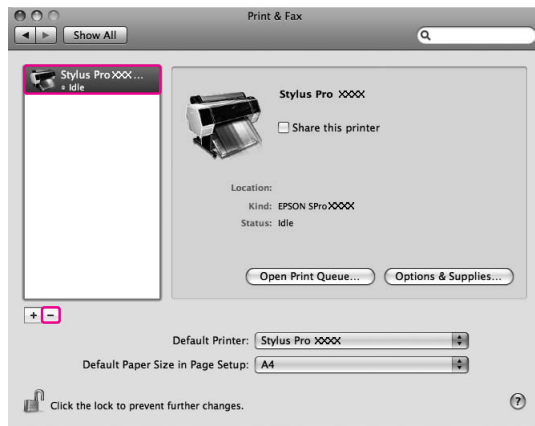 Print & Fax
Show All
Stylus Pro XXX...
Idle
Stylus Pro XXXX
Share this printer
Location:
Kind: EPSON SPro XXXX
Status: Idle
Open Print Queue... Options & Supplies...
+ −
Default Printer: Stylus Pro XXXX
Default Paper Size in Page Setup: A4
Click the lock to prevent further changes.
?